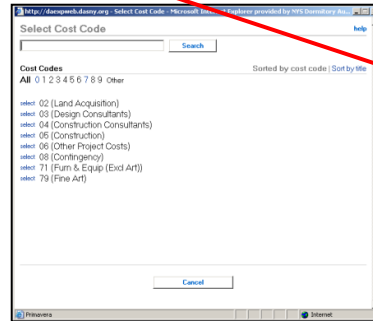 http://daexpweb.dasny.org - Select Cost Code - Microsoft Internet Explorer provided by NYS Dormitory Au...
Select Cost Code help
Search
Cost Codes Sorted by cost code | Sort by title
All 0 1 2 3 4 5 6 7 8 9 Other
select 02 (Land Acquisition)
select 03 (Design Consultants)
select 04 (Construction Consultants)
select 05 (Construction)
select 06 (Other Project Costs)
select 08 (Contingency)
select 71 (Furn & Equip (Excl Art))
select 79 (Fine Art)
Cancel
Primavera Internet